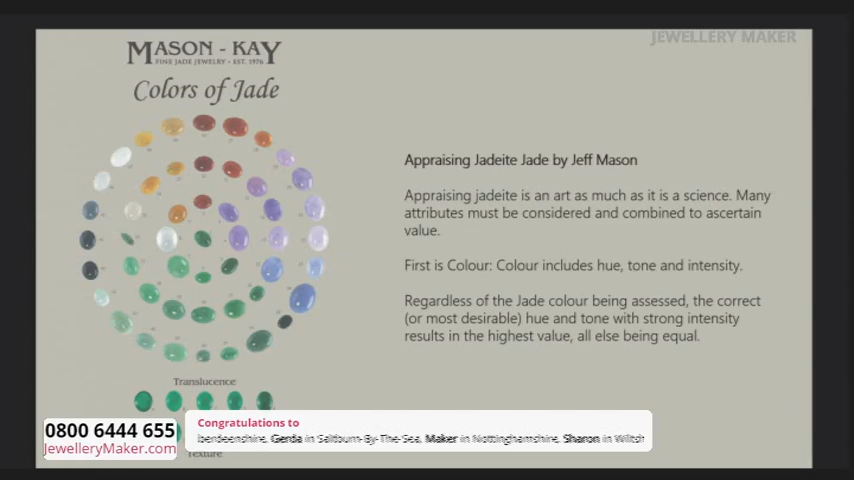 JEWELLERY MAKER
MASON - KAY
FINE JADE JEWELRY - EST. 1976
Colors of Jade
Appraising Jadeite Jade by Jeff Mason
Appraising jadeite is an art as much as it is a science. Many
attributes must be considered and combined to ascertain
value.
First is Colour: Colour includes hue, tone and intensity.
Regardless of the Jade colour being assessed, the correct
(or most desirable) hue and tone with strong intensity
results in the highest value, all else being equal.
Translucence
0800 6444 655
JewelleryMaker.com
Congratulations to
berdeenshire, Gerda in Saltburn-By-The-Sea, Maker in Nottinghamshire, Sharon in Wiltsh
Texture